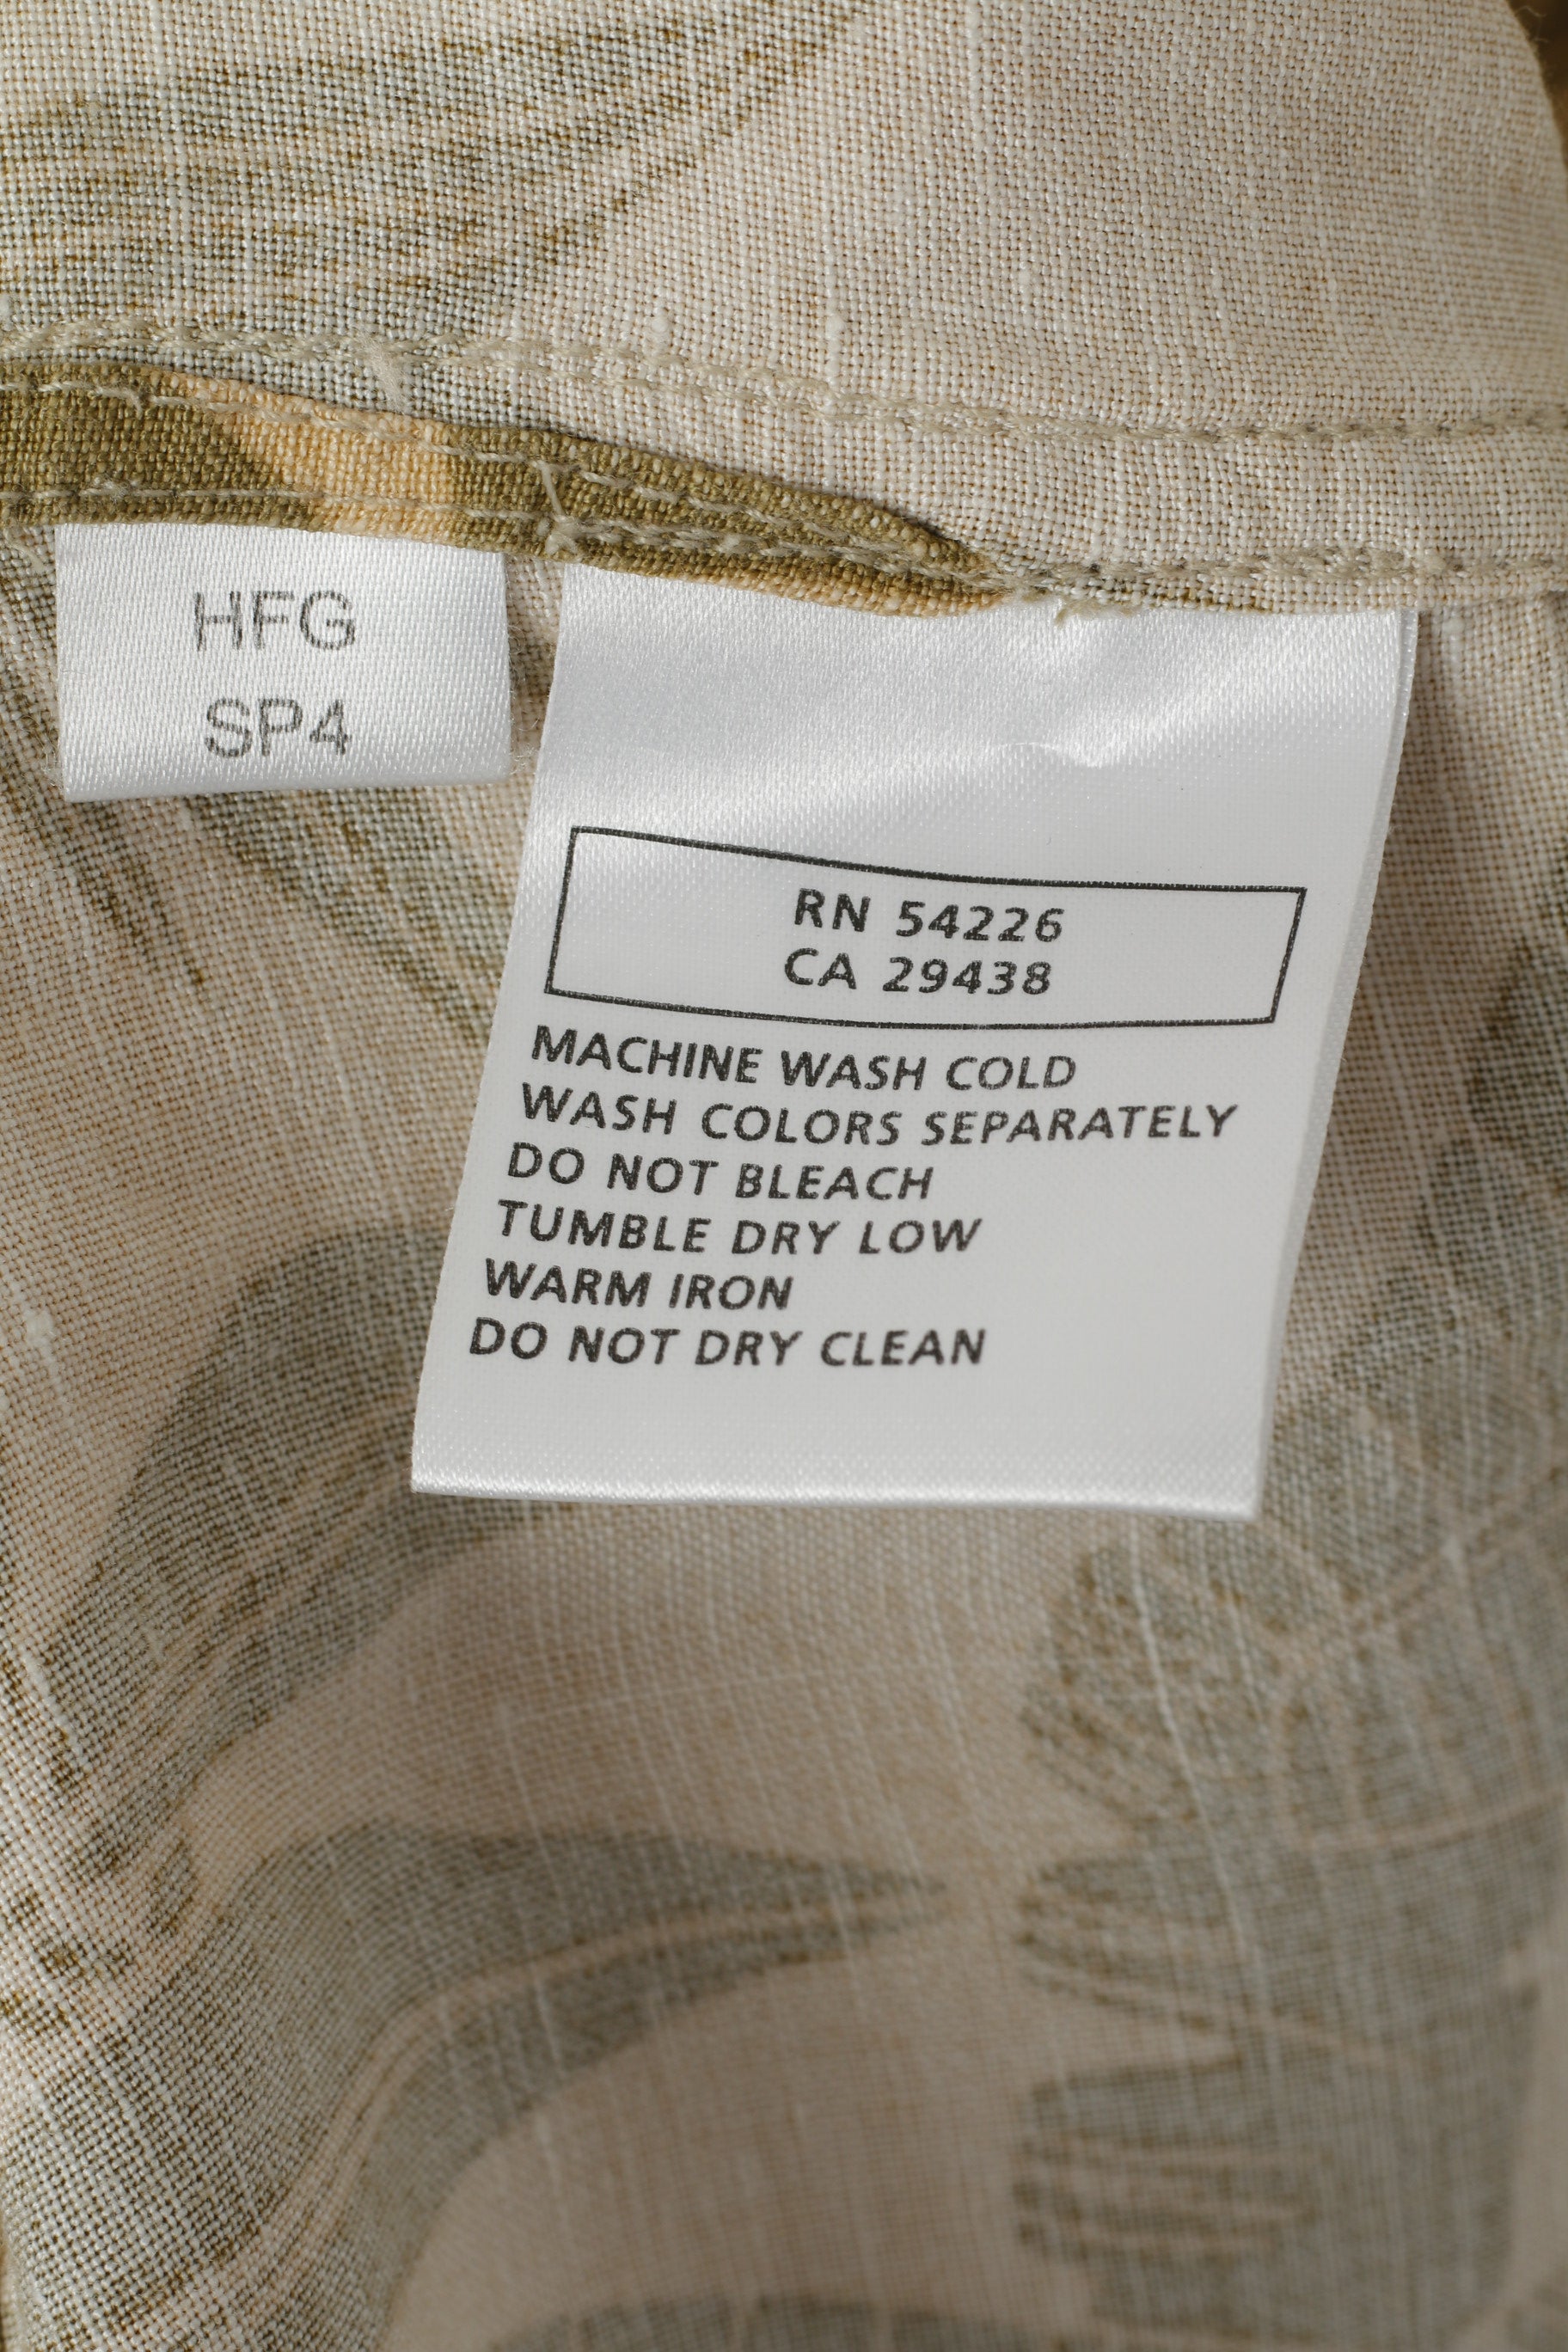 HFG
SP4
RN 54226
CA 29438
MACHINE WASH COLD
WASH COLORS SEPARATELY
DO NOT BLEACH
TUMBLE DRY LOW
WARM IRON
DO NOT DRY CLEAN